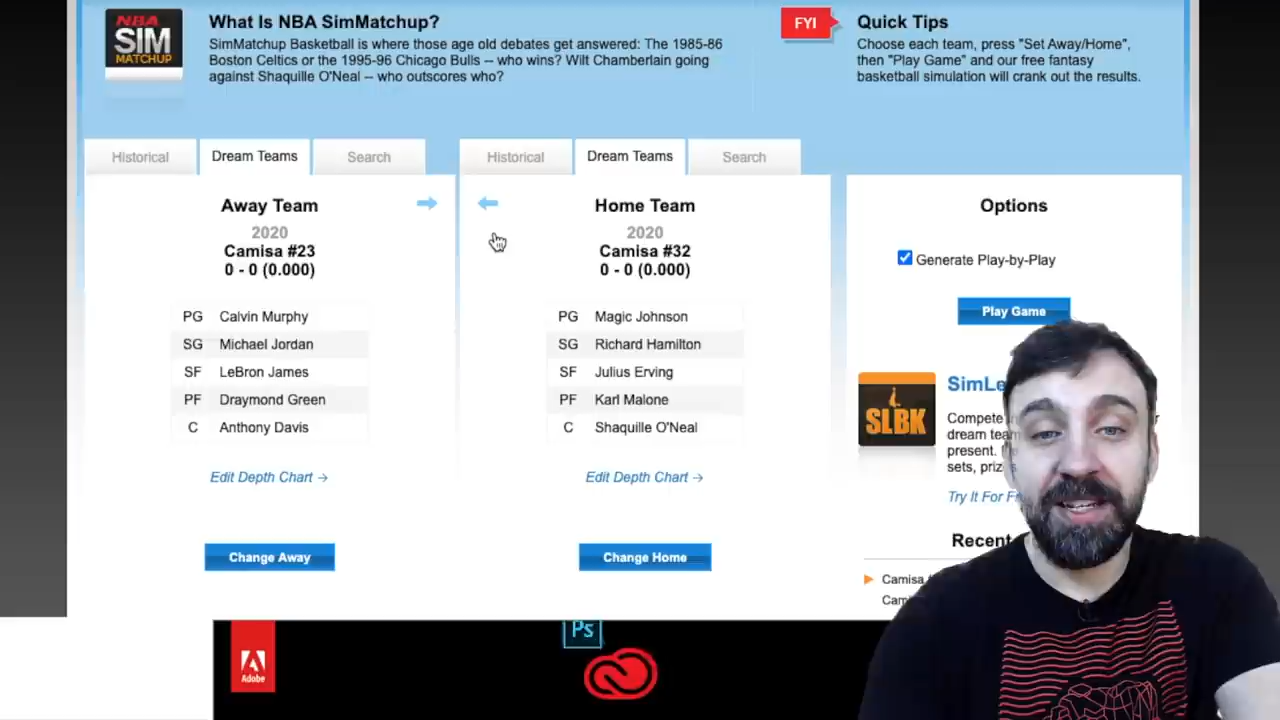 NBA
SIM
MATCHUP
What Is NBA SimMatchup?
SimMatchup Basketball is where those age old debates get answered: The 1985-86
Boston Celtics or the 1995-96 Chicago Bulls -- who wins? Wilt Chamberlain going
against Shaquille O'Neal -- who outscores who?
FYI
Quick Tips
Choose each team, press "Set Away/Home",
then "Play Game" and our free fantasy
basketball simulation will crank out the results.
Historical
Dream Teams
Search
Away Team
2020
Camisa #23
0 - 0 (0.000)
PG Calvin Murphy
SG Michael Jordan
SF LeBron James
PF Draymond Green
C Anthony Davis
Edit Depth Chart →
Change Away
Historical
Dream Teams
Search
Home Team
2020
Camisa #32
0 - 0 (0.000)
PG Magic Johnson
SG Richard Hamilton
SF Julius Erving
PF Karl Malone
C Shaquille O'Neal
Edit Depth Chart →
Change Home
Options
Generate Play-by-Play
Play Game
SLBK
SimLe
Compete
dream team
present.
sets, priz
Try It For F
Recent
Camisa
Cam
Adobe
Ps